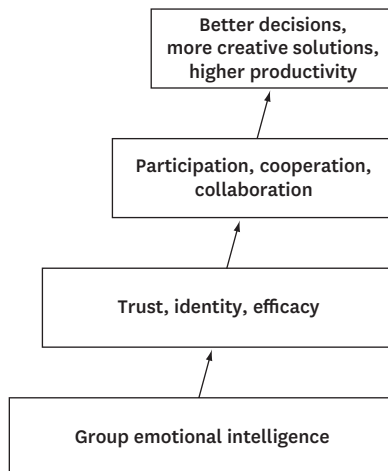 Better decisions,
more creative solutions,
higher productivity
Participation, cooperation,
collaboration
Trust, identity, efficacy
Group emotional intelligence